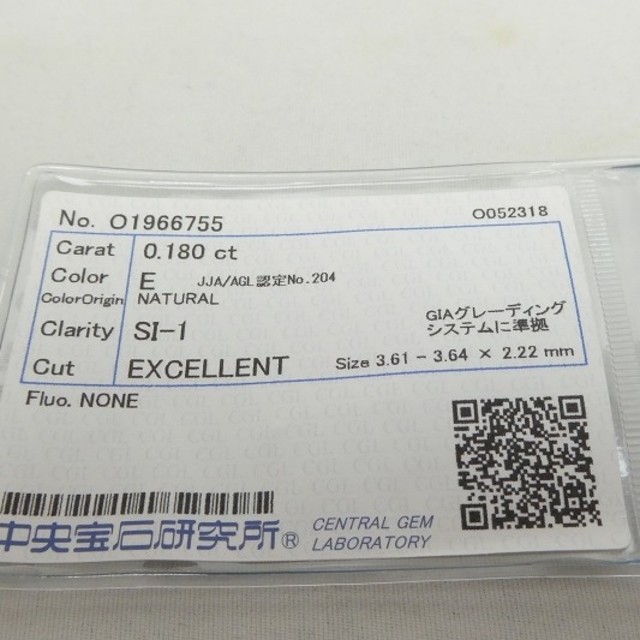 No. O1966755 O052318
Carat 0.180 ct
Color E JJA/AGL認定No.204
ColorOrigin NATURAL
Clarity SI-1
GIAグレーディング
システムに準拠
Cut EXCELLENT Size 3.61 - 3.64 × 2.22 mm
Fluo. NONE
中央宝石研究所® CENTRAL GEM
LABORATORY